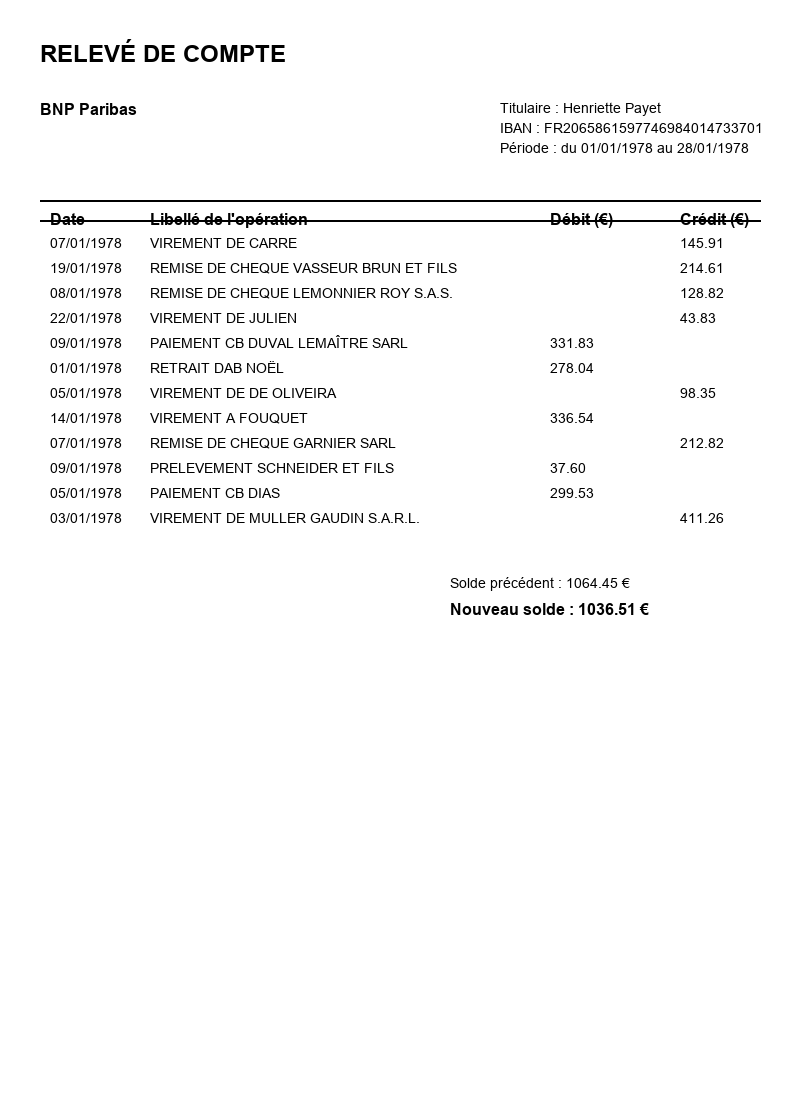 RELEVÉ DE COMPTE
BNP Paribas
Titulaire : Henriette Payet
IBAN : FR2065861597746984014733701
Période : du 01/01/1978 au 28/01/1978
Date Libellé de l'opération Débit (€) Crédit (€)
07/01/1978 VIREMENT DE CARRE 145.91
19/01/1978 REMISE DE CHEQUE VASSEUR BRUN ET FILS 214.61
08/01/1978 REMISE DE CHEQUE LEMONNIER ROY S.A.S. 128.82
22/01/1978 VIREMENT DE JULIEN 43.83
09/01/1978 PAIEMENT CB DUVAL LEMAÎTRE SARL 331.83
01/01/1978 RETRAIT DAB NOËL 278.04
05/01/1978 VIREMENT DE DE OLIVEIRA 98.35
14/01/1978 VIREMENT A FOUQUET 336.54
07/01/1978 REMISE DE CHEQUE GARNIER SARL 212.82
09/01/1978 PRELEVEMENT SCHNEIDER ET FILS 37.60
05/01/1978 PAIEMENT CB DIAS 299.53
03/01/1978 VIREMENT DE MULLER GAUDIN S.A.R.L. 411.26
Solde précédent : 1064.45 €
Nouveau solde : 1036.51 €